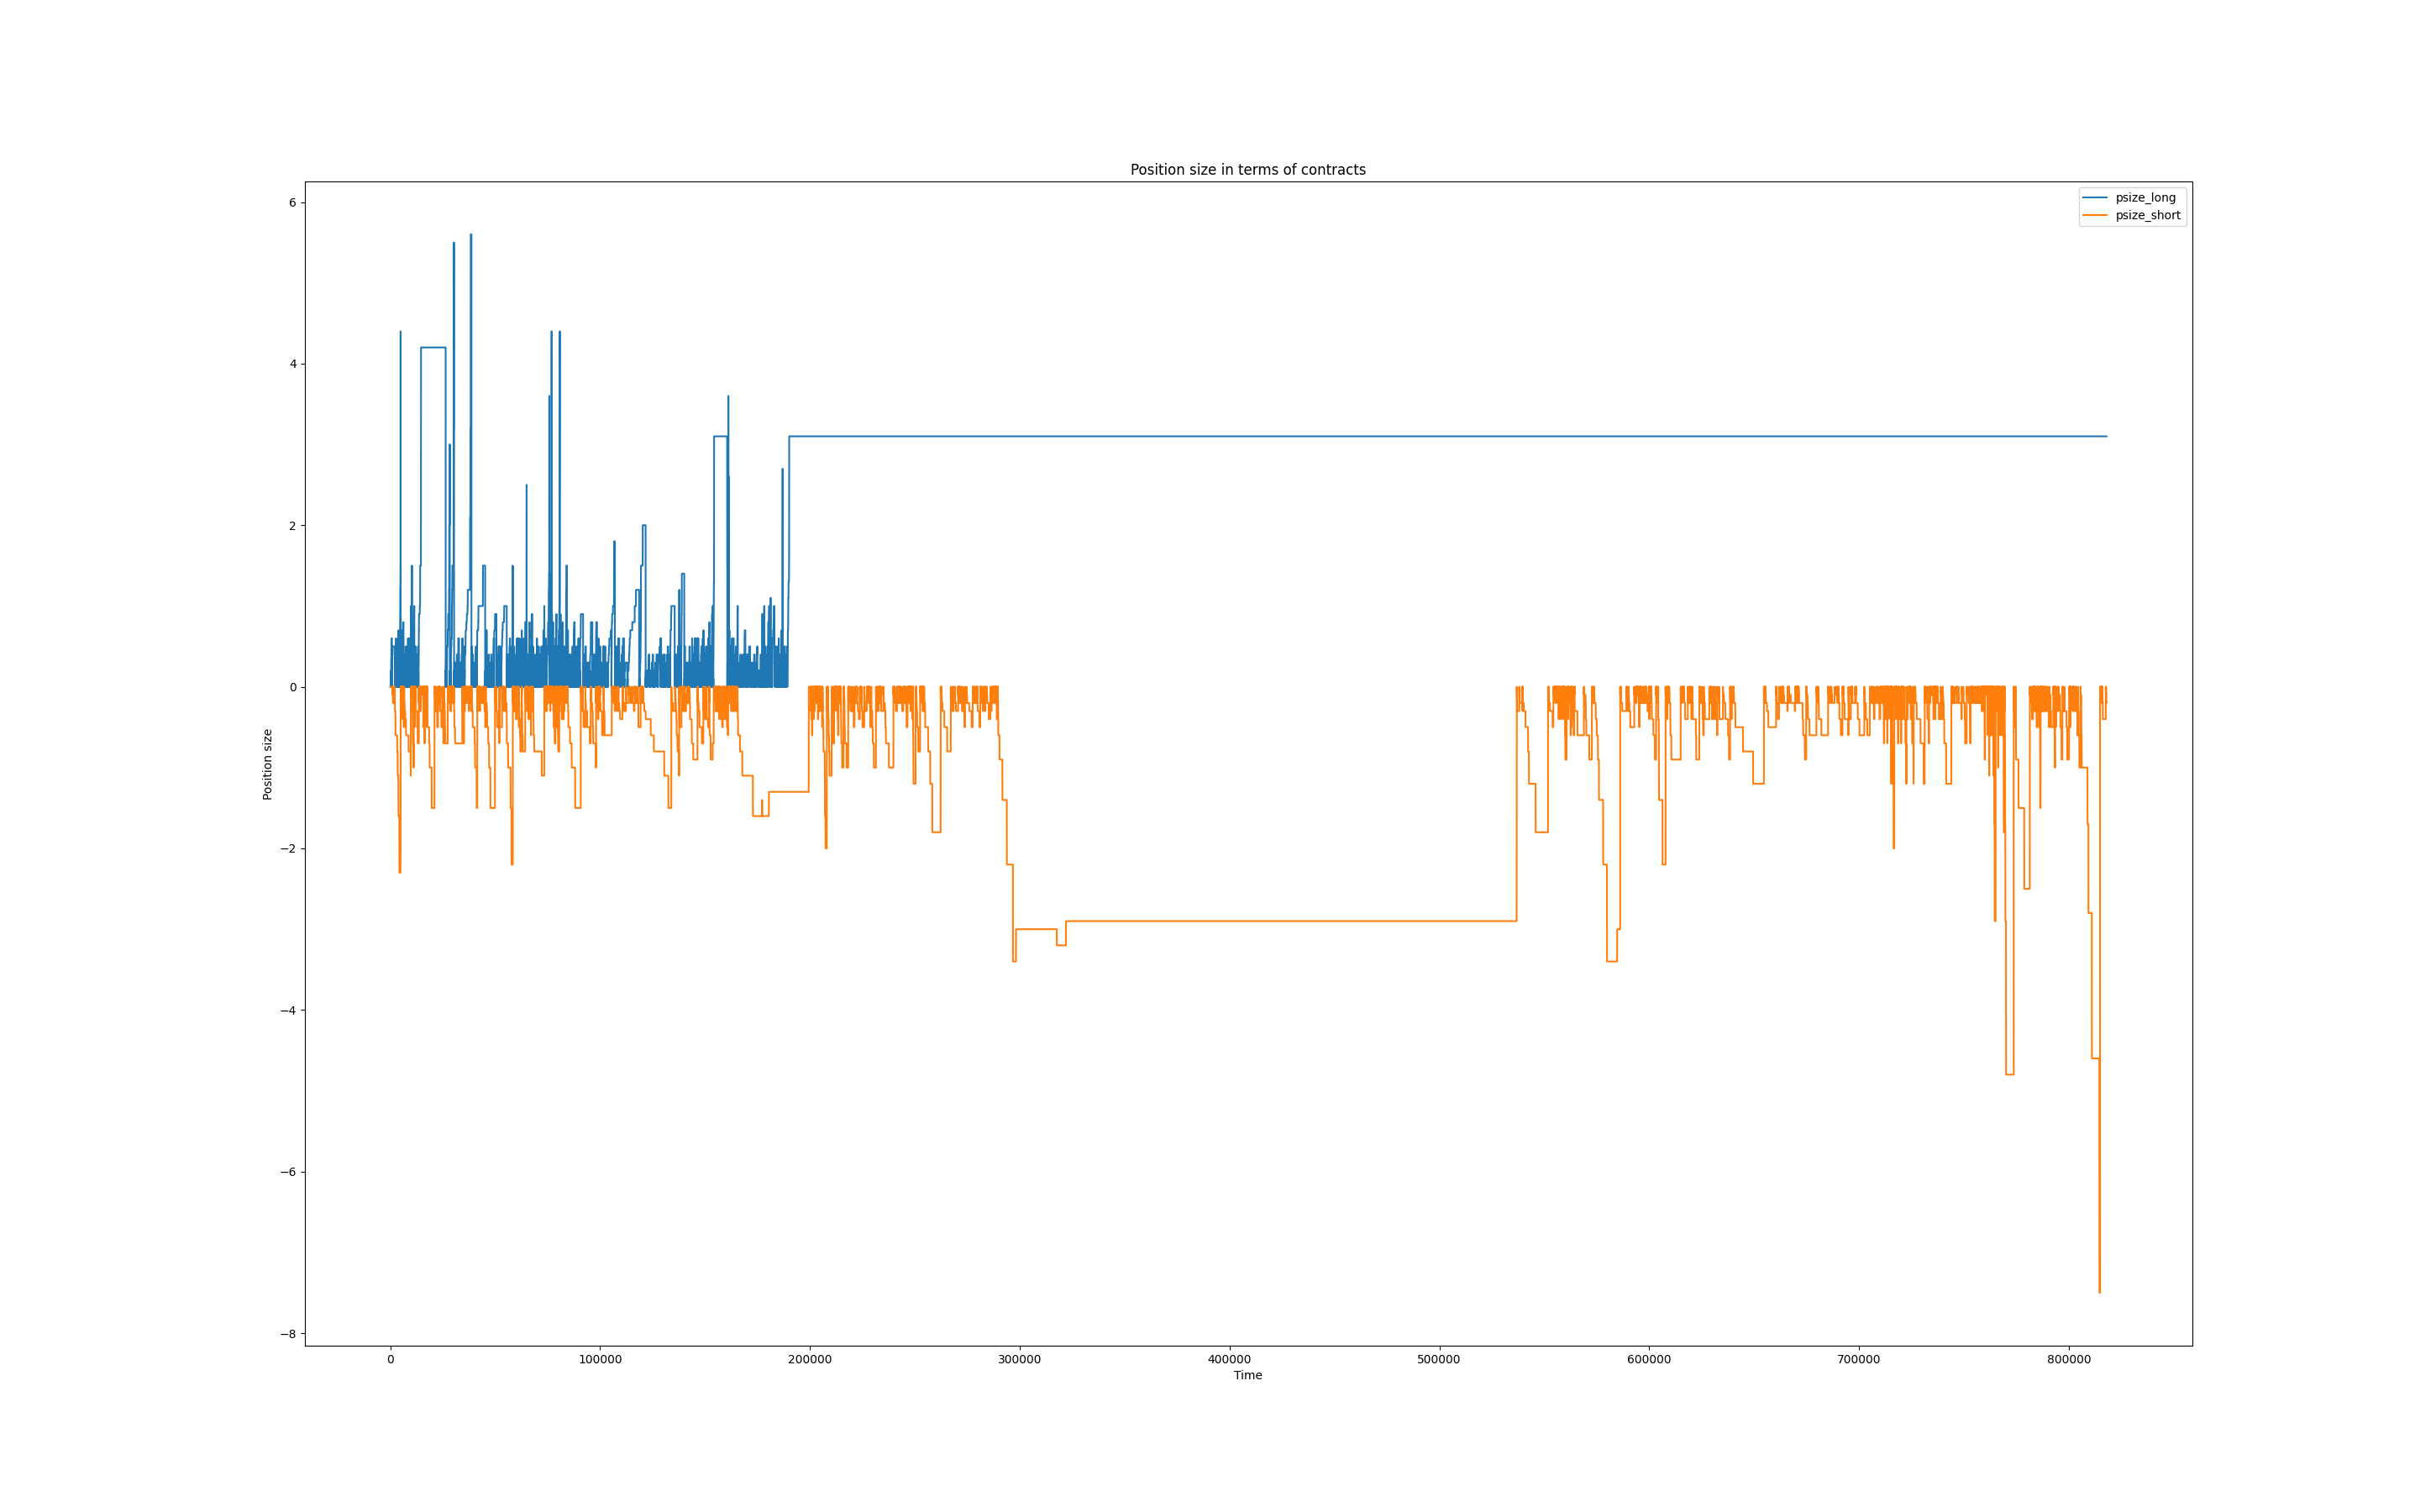 Position size in terms of contracts
psize_long
psize_short
6
4
2
0
−2
−4
−6
−8
Position size
0 100000 200000 300000 400000 500000 600000 700000 800000
Time